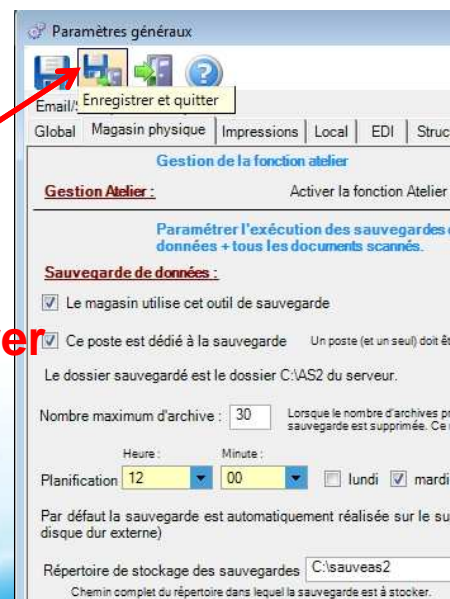 Paramètres généraux
Enregistrer et quitter
Email/
Global Magasin physique Impressions Local EDI Struc
Gestion de la fonction atelier
Gestion Atelier : Activer la fonction Atelier
Paramétrer l'exécution des sauvegardes
données + tous les documents scannés.
Sauvegarde de données :
Le magasin utilise cet outil de sauvegarde
er
Ce poste est dédié à la sauvegarde Un poste (et un seul) doit êt
Le dossier sauvegardé est le dossier C:\AS2 du serveur.
Nombre maximum d'archive : 30 Lorsque le nombre d'archives pr
sauvegarde est supprimée. Ce
Heure : Minute :
Planification 12 00 lundi mardi
Par défaut la sauvegarde est automatiquement réalisée sur le su
disque dur externe)
Répertoire de stockage des sauvegardes C:\sauveas2
Chemin complet du répertoire dans lequel la sauvegarde est à stocker.